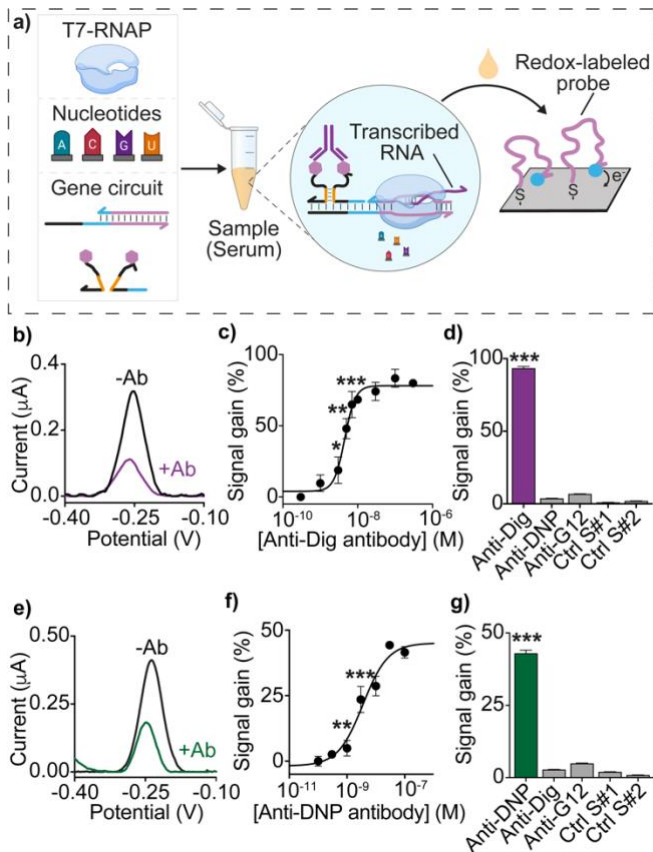 a)
T7-RNAP
Nucleotides
A C G U
Gene circuit
Sample
(Serum)
Transcribed
RNA
Redox-labeled
probe
S
S
e-
b)
Current (μA)
0.4
0.2
0.0
-Ab
+Ab
-0.40 -0.25 -0.10
Potential (V)
c)
Signal gain (%)
100
50
0
*
**
***
10⁻¹⁰ 10⁻⁸ 10⁻⁶
[Anti-Dig antibody] (M)
d)
Signal gain (%)
100
50
0
***
Anti-Dig
Anti-DNP
Anti-G12
Ctrl S#1
Ctrl S#2
e)
Current (μA)
0.50
0.25
0.00
-Ab
+Ab
-0.40 -0.25 -0.10
Potential (V)
f)
Signal gain (%)
50
25
0
**
***
10⁻¹¹ 10⁻⁹ 10⁻⁷
[Anti-DNP antibody] (M)
g)
Signal gain (%)
50
25
0
***
Anti-DNP
Anti-Dig
Anti-G12
Ctrl S#1
Ctrl S#2